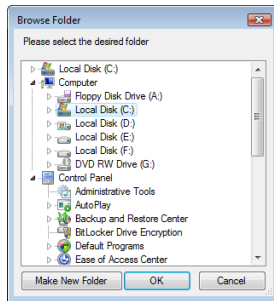 Browse Folder
Please select the desired folder
Local Disk (C:)
Computer
Floppy Disk Drive (A:)
Local Disk (C:)
Local Disk (D:)
Local Disk (E:)
Local Disk (F:)
DVD RW Drive (G:)
Control Panel
Administrative Tools
AutoPlay
Backup and Restore Center
BitLocker Drive Encryption
Default Programs
Ease of Access Center
Make New Folder OK Cancel